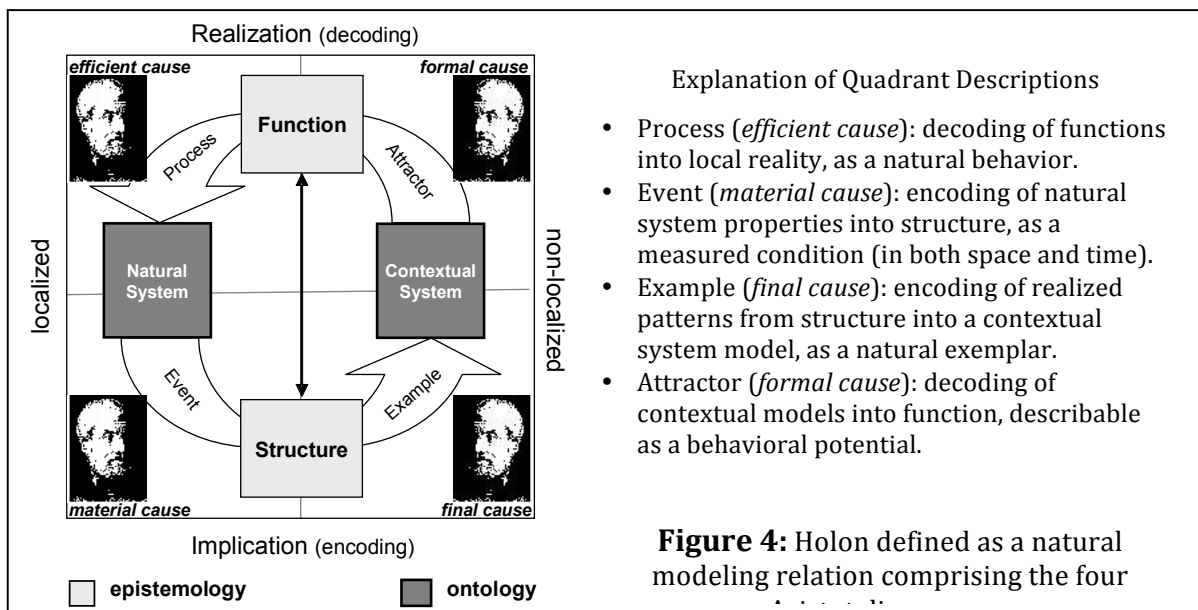 Realization (decoding)
efficient cause
formal cause
Function
Process
Attractor
localized
non-localized
Natural
System
Contextual
System
Event
Example
Structure
material cause
final cause
Implication (encoding)
epistemology
ontology
Explanation of Quadrant Descriptions
• Process (efficient cause): decoding of functions
into local reality, as a natural behavior.
• Event (material cause): encoding of natural
system properties into structure, as a
measured condition (in both space and time).
• Example (final cause): encoding of realized
patterns from structure into a contextual
system model, as a natural exemplar.
• Attractor (formal cause): decoding of
contextual models into function, describable
as a behavioral potential.
Figure 4: Holon defined as a natural
modeling relation comprising the four